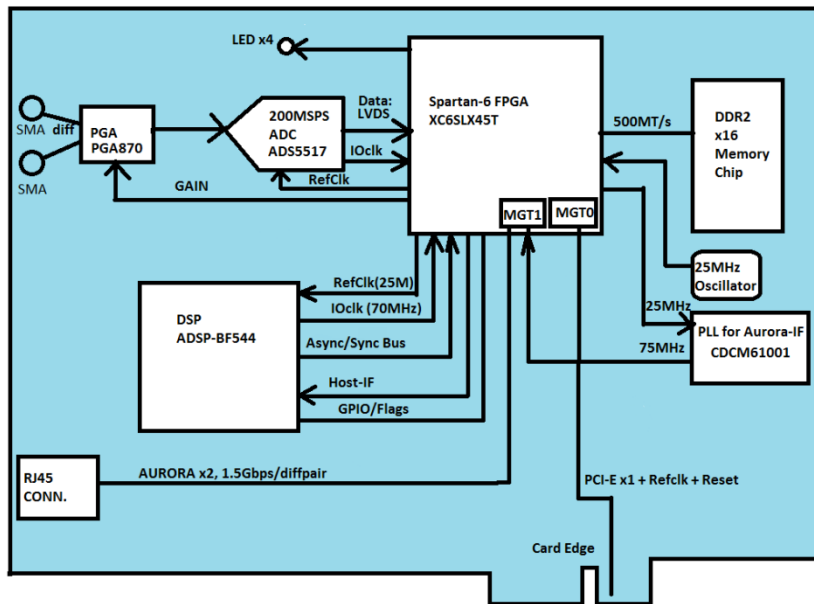 LED x4
SMA
diff
SMA
PGA
PGA870
200MSPS
ADC
ADS5517
Data:
LVDS
IOclk
RefClk
GAIN
Spartan-6 FPGA
XC6SLX45T
MGT1
MGT0
500MT/s
DDR2
x16
Memory
Chip
25MHz
Oscillator
25MHz
PLL for Aurora-IF
CDCM61001
75MHz
DSP
ADSP-BF544
RefClk(25M)
IOclk (70MHz)
Async/Sync Bus
Host-IF
GPIO/Flags
RJ45
CONN.
AURORA x2, 1.5Gbps/diffpair
PCI-E x1 + Refclk + Reset
Card Edge